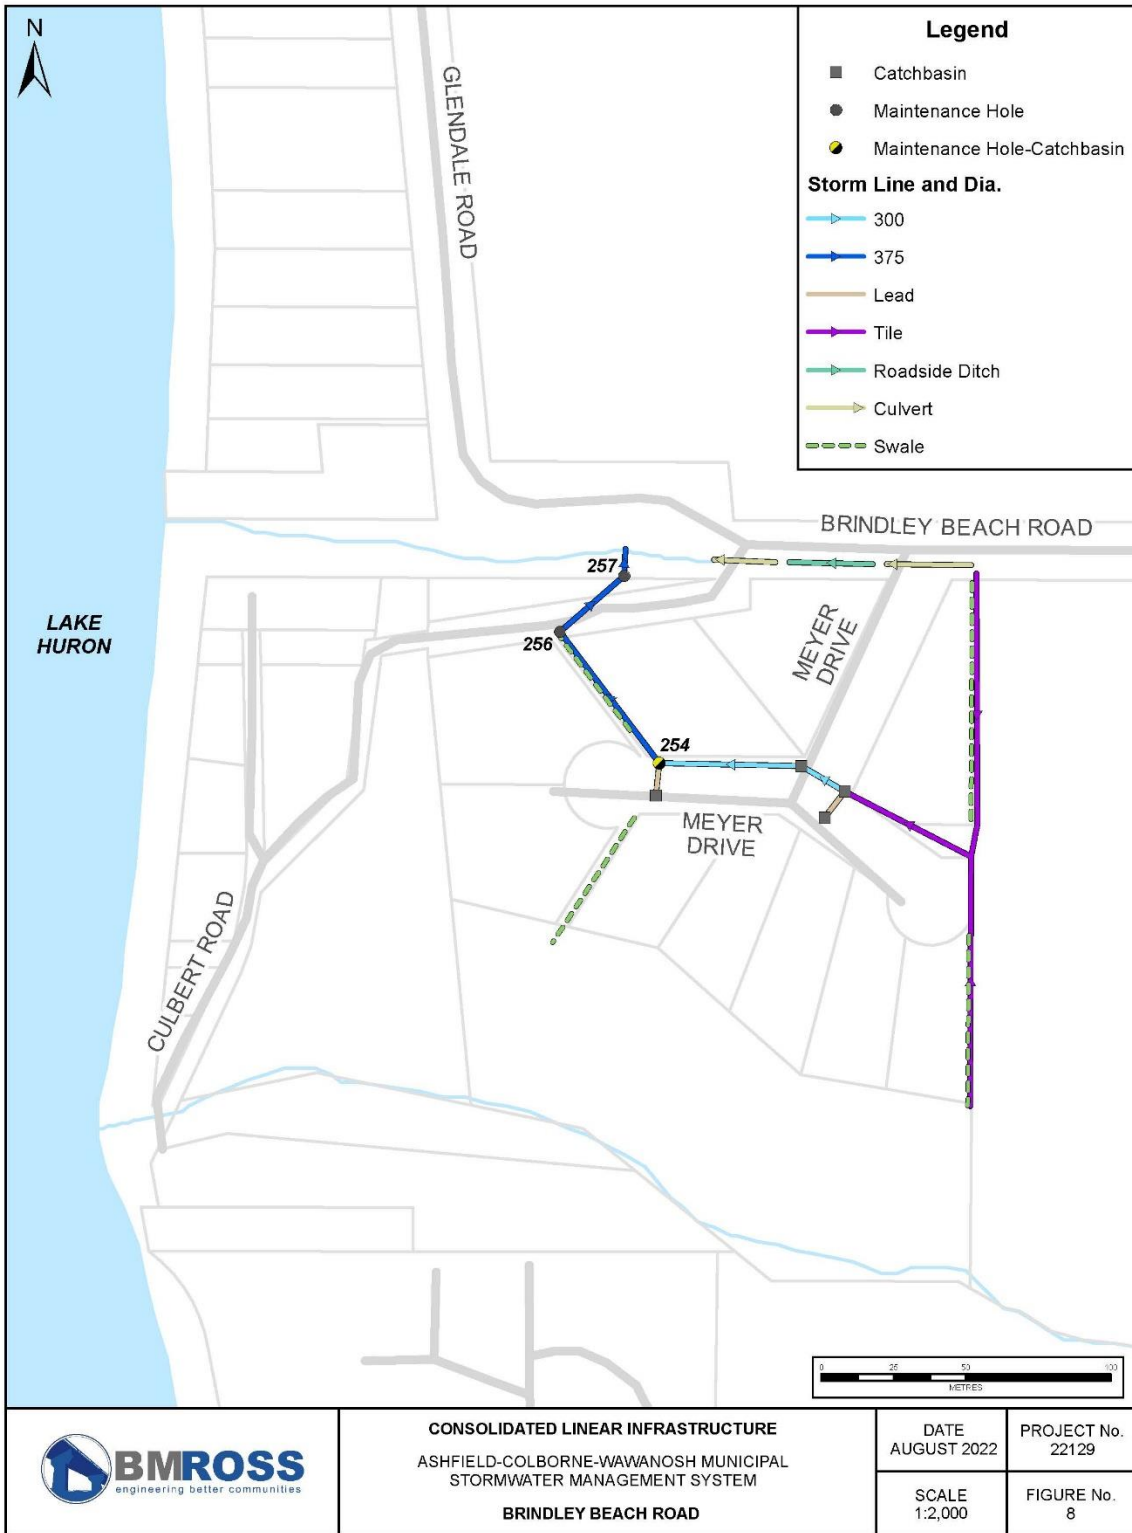 N
Legend
Catchbasin
Maintenance Hole
Maintenance Hole-Catchbasin
Storm Line and Dia.
300
375
Lead
Tile
Roadside Ditch
Culvert
Swale
GLENDALE ROAD
BRINDLEY BEACH ROAD
257
LAKE
HURON
256
MEYER
DRIVE
254
MEYER
DRIVE
CULBERT ROAD
0 25 50 100
METRES
BMROSS
engineering better communities
CONSOLIDATED LINEAR INFRASTRUCTURE
ASHFIELD-COLBORNE-WAWANOSH MUNICIPAL
STORMWATER MANAGEMENT SYSTEM
BRINDLEY BEACH ROAD
DATE
AUGUST 2022
PROJECT No.
22129
SCALE
1:2,000
FIGURE No.
8